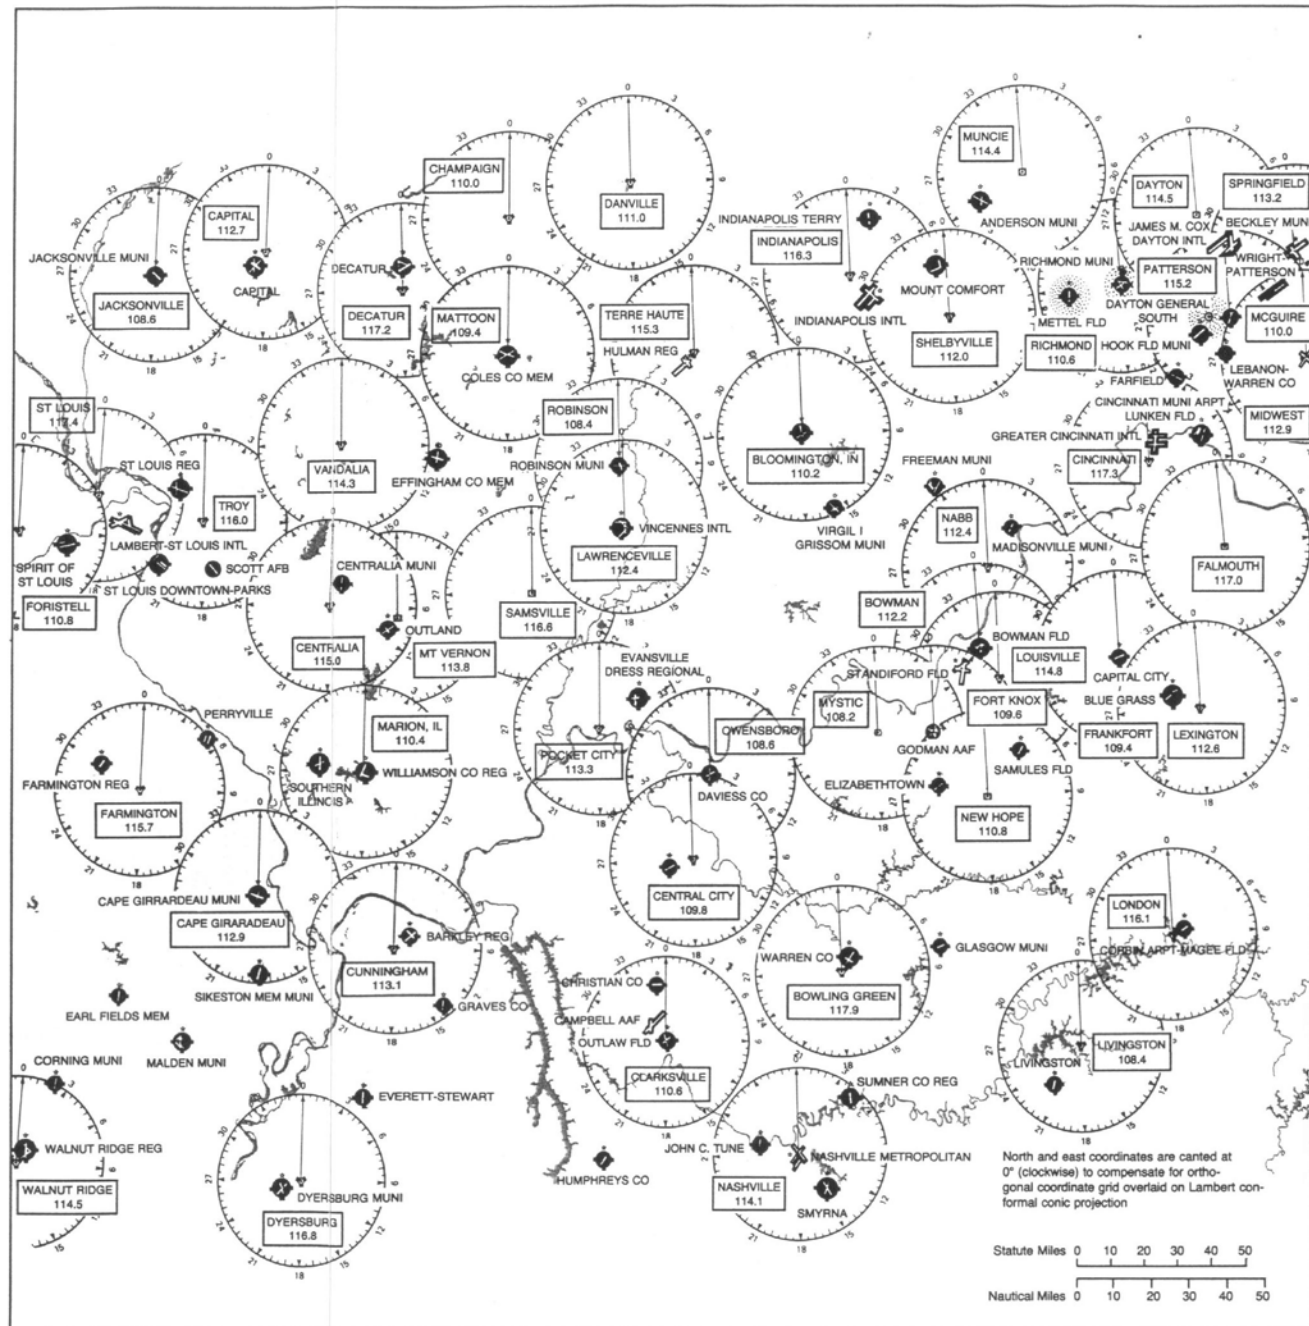 MUNCIE
114.4
DAYTON
114.5
SPRINGFIELD
113.2
CHAMPAIGN
110.0
DANVILLE
111.0
ANDERSON MUNI
JAMES M. COX
DAYTON INTL
BECKLEY MUNI
CAPITAL
112.7
INDIANAPOLIS TERRY
INDIANAPOLIS
116.3
RICHMOND MUNI
PATTERSON
115.2
WRIGHT-
PATTERSON
JACKSONVILLE MUNI
DECATUR
MOUNT COMFORT
JACKSONVILLE
108.6
CAPITAL
DECATUR
117.2
MATTOON
109.4
TERRE HAUTE
115.3
INDIANAPOLIS INTL
METTEL FLD
DAYTON GENERAL
SOUTH
MCGUIRE
110.0
HULMAN REG
SHELBYVILLE
112.0
RICHMOND
110.6
HOOK FLD MUNI
COLES CO MEM
FARFIELD
LEBANON-
WARREN CO
ST LOUIS
117.4
ROBINSON
108.4
CINCINNATI MUNI ARPT
LUNKEN FLD
MIDWEST
112.9
GREATER CINCINNATI INTL
ST LOUIS REG
VANDALIA
114.3
ROBINSON MUNI
BLOOMINGTON, IN
110.2
FREEMAN MUNI
CINCINNATI
117.3
EFFINGHAM CO MEM
TROY
116.0
VINCENNES INTL
VIRGIL I
GRISSOM MUNI
NABB
112.4
MADISONVILLE MUNI
LAMBERT-ST LOUIS INTL
SPIRIT OF
ST LOUIS
SCOTT AFB
CENTRALIA MUNI
LAWRENCEVILLE
112.4
FALMOUTH
117.0
ST LOUIS DOWNTOWN-PARKS
FORISTELL
110.8
SAMSVILLE
116.6
BOWMAN
112.2
OUTLAND
CENTRALIA
115.0
MT VERNON
113.8
BOWMAN FLD
EVANSVILLE
DRESS REGIONAL
LOUISVILLE
114.8
STANDIFORD FLD
CAPITAL CITY
MYSTIC
108.2
FORT KNOX
109.6
BLUE GRASS
PERRYVILLE
MARION, IL
110.4
OWENSBORO
108.6
FRANKFORT
109.4
LEXINGTON
112.6
POCKET CITY
113.3
GODMAN AAF
SAMULES FLD
FARMINGTON REG
WILLIAMSON CO REG
SOUTHERN
ILLINOIS
DAVIESS CO
ELIZABETHTOWN
FARMINGTON
115.7
NEW HOPE
110.8
CAPE GIRRARDEAU MUNI
CENTRAL CITY
109.8
LONDON
116.1
CAPE GIRARADEAU
112.9
BARKLEY REG
GLASGOW MUNI
CORBIN ARPT-MAGEE FLD
WARREN CO
CUNNINGHAM
113.1
CHRISTIAN CO
BOWLING GREEN
117.9
SIKESTON MEM MUNI
GRAVES CO
EARL FIELDS MEM
CAMPBELL AAF
OUTLAW FLD
LIVINGSTON
108.4
MALDEN MUNI
CORNING MUNI
LIVINGSTON
CLARKSVILLE
110.6
SUMNER CO REG
EVERETT-STEWART
JOHN C. TUNE
WALNUT RIDGE REG
NASHVILLE METROPOLITAN
HUMPHREYS CO
WALNUT RIDGE
114.5
DYERSBURG MUNI
NASHVILLE
114.1
SMYRNA
DYERSBURG
116.8
North and east coordinates are canted at
0° (clockwise) to compensate for ortho-
gonal coordinate grid overlaid on Lambert con-
formal conic projection
Statute Miles 0 10 20 30 40 50
Nautical Miles 0 10 20 30 40 50